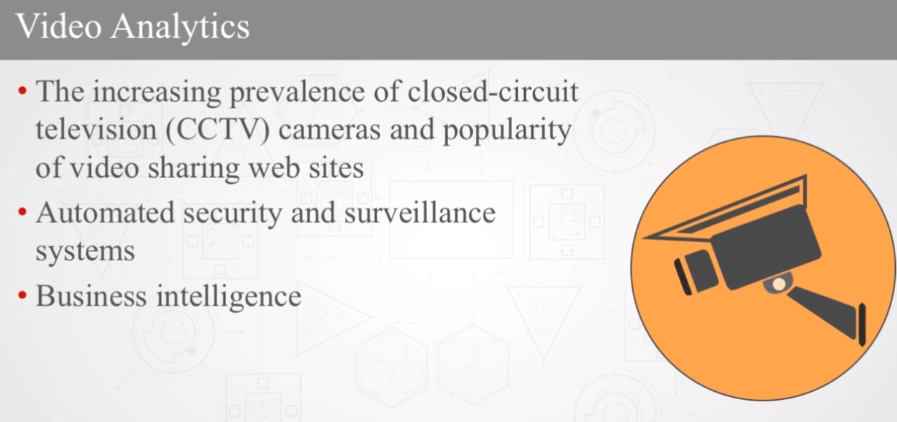 Video Analytics
• The increasing prevalence of closed-circuit
television (CCTV) cameras and popularity
of video sharing web sites
• Automated security and surveillance
systems
• Business intelligence